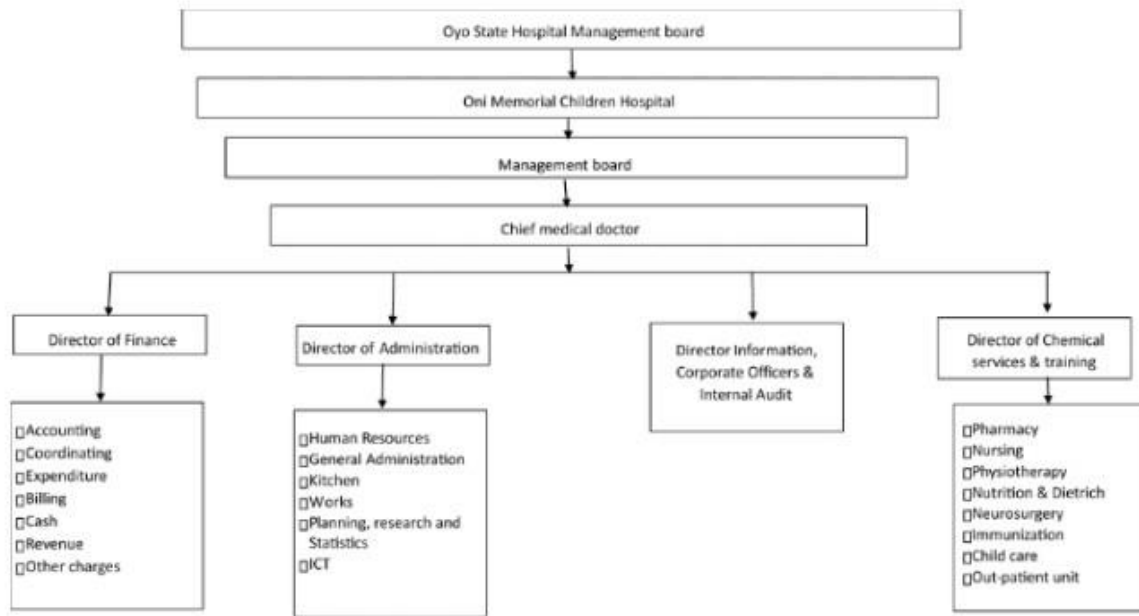 Oyo State Hospital Management board
Oni Memorial Children Hospital
Management board
Chief medical doctor
Director of Finance
Director of Administration
Director Information,
Corporate Officers &
Internal Audit
Director of Chemical
services & training
▯Accounting
▯Coordinating
▯Expenditure
▯Billing
▯Cash
▯Revenue
▯Other charges
▯Human Resources
▯General Administration
▯Kitchen
▯Works
▯Planning, research and
Statistics
▯ICT
▯Pharmacy
▯Nursing
▯Physiotherapy
▯Nutrition & Dietrich
▯Neurosurgery
▯Immunization
▯Child care
▯Out-patient unit